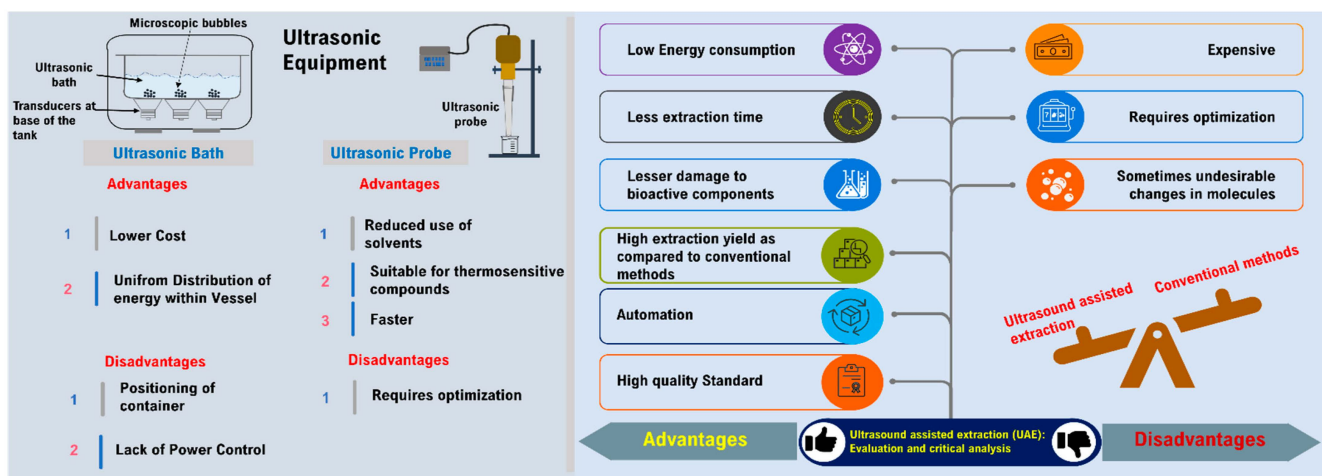 Microscopic bubbles
Ultrasonic
bath
Transducers at
base of the
tank
Ultrasonic
Equipment
Ultrasonic
probe
Ultrasonic Bath
Advantages
1 Lower Cost
2 Unifrom Distribution of
energy within Vessel
Disadvantages
1 Positioning of
container
2 Lack of Power Control
Ultrasonic Probe
Advantages
1 Reduced use of
solvents
2 Suitable for thermosensitive
compounds
3 Faster
Disadvantages
1 Requires optimization
Low Energy consumption
Less extraction time
Lesser damage to
bioactive components
High extraction yield as
compared to conventional
methods
Automation
High quality Standard
Expensive
Requires optimization
Sometimes undesirable
changes in molecules
Ultrasound assisted
extraction
Conventional methods
Advantages
Ultrasound assisted extraction (UAE):
Evaluation and critical analysis
Disadvantages